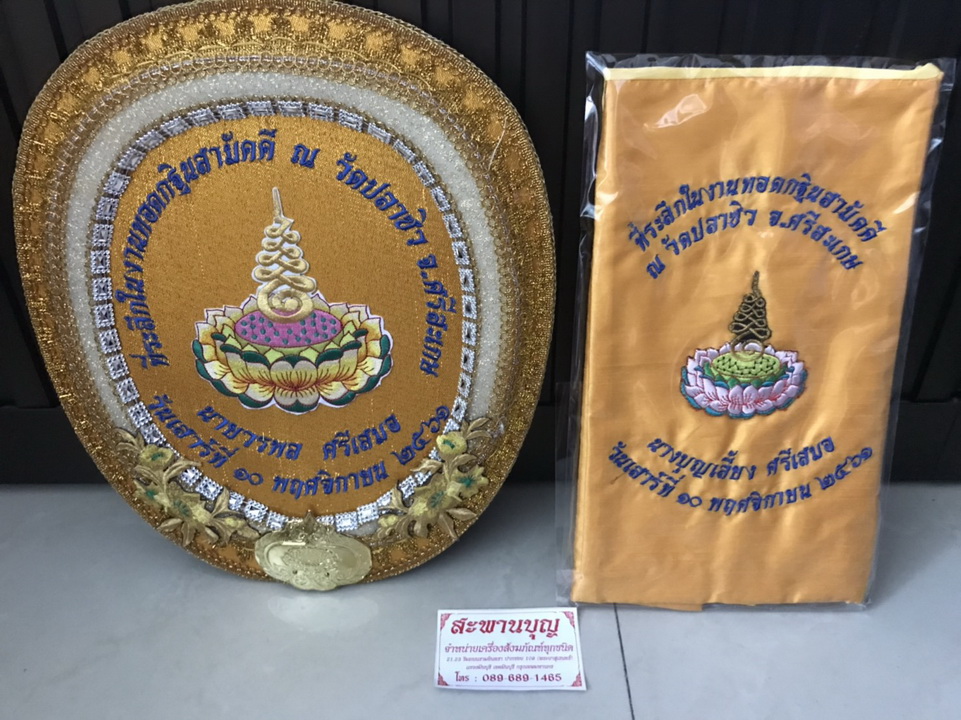 ที่ระลึกในงานทอดกฐินสามัคคี ณ วัดปลาซิว จ.ศรีสะเกษ
นายวรพล ศรีเสมอ
วันเสาร์ที่ ๑๐ พฤศจิกายน ๒๕๖๑
ที่ระลึกในงานทอดกฐินสามัคคี
ณ วัดปลาซิว จ.ศรีสะเกษ
นางบุญเลี้ยง ศรีเสมอ
วันเสาร์ที่ ๑๐ พฤศจิกายน ๒๕๖๑
สะพานบุญ
จำหน่ายเครื่องสังฆภัณฑ์ทุกชนิด
โทร : 089-689-1465